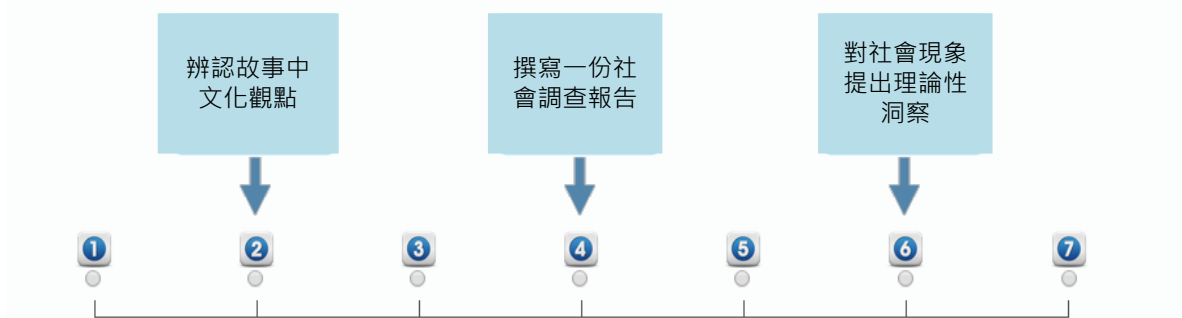 辨認故事中
文化觀點
撰寫一份社
會調查報告
對社會現象
提出理論性
洞察
1 2 3 4 5 6 7